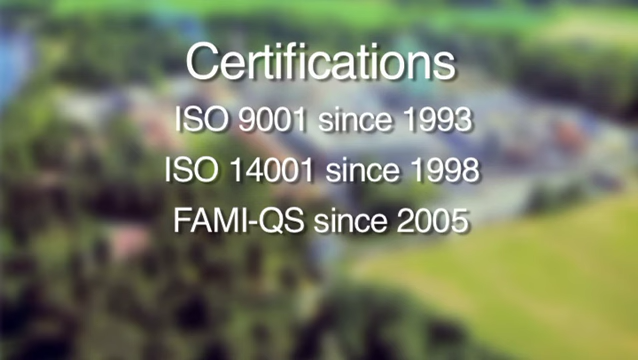 Certifications
ISO 9001 since 1993
ISO 14001 since 1998
FAMI-QS since 2005